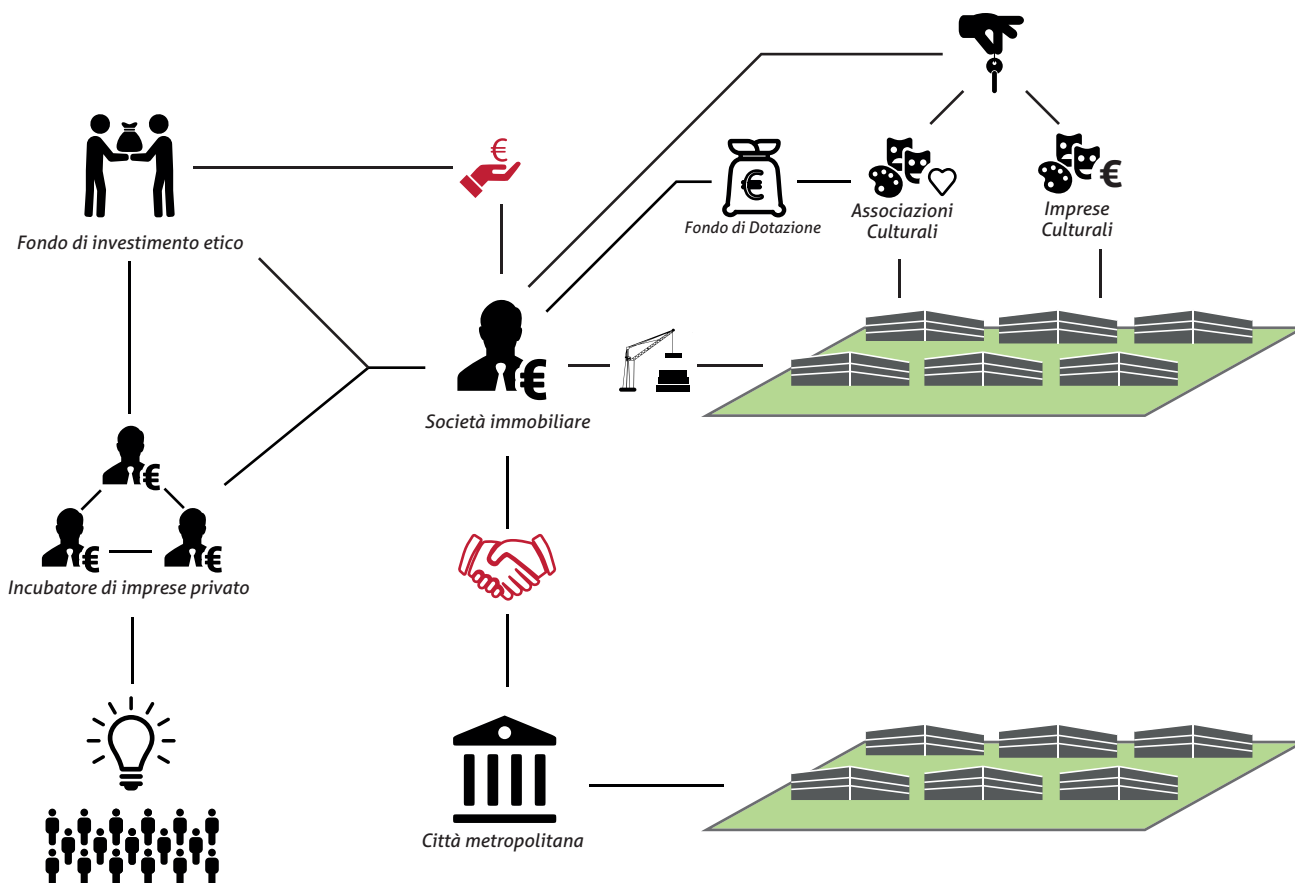 Fondo di investimento etico
Fondo di Dotazione
Associazioni
Culturali
Imprese
Culturali
€
€
€
Società immobiliare
€
€
€
€
Incubatore di imprese privato
Città metropolitana